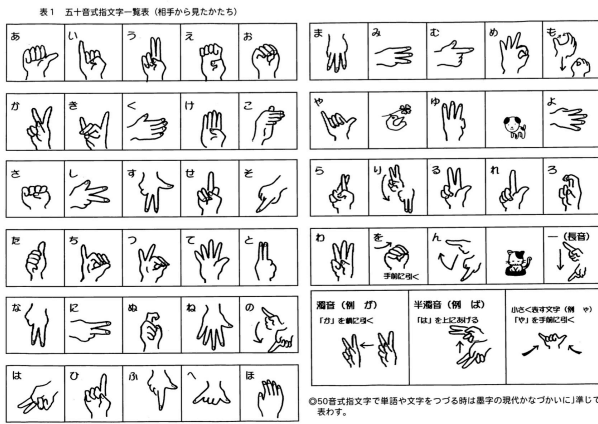 表1 五十音式指文字一覧表（相手から見たかたち）
あ い う え お
か き く け こ
さ し す せ そ
た ち つ て と
な に ぬ ね の
は ひ ふ へ ほ
ま み む め も
や ゆ よ
ら り る れ ろ
わ を ん ー（長音）
手前に引く
濁音（例 が）
「か」を横に引く
半濁音（例 ぱ）
「は」を上にあげる
小さく表す文字（例 ゃ）
「や」を手前に引く
◎50音式指文字で単語や文字をつづる時は墨字の現代かなづかいに｣準じて
表わす。